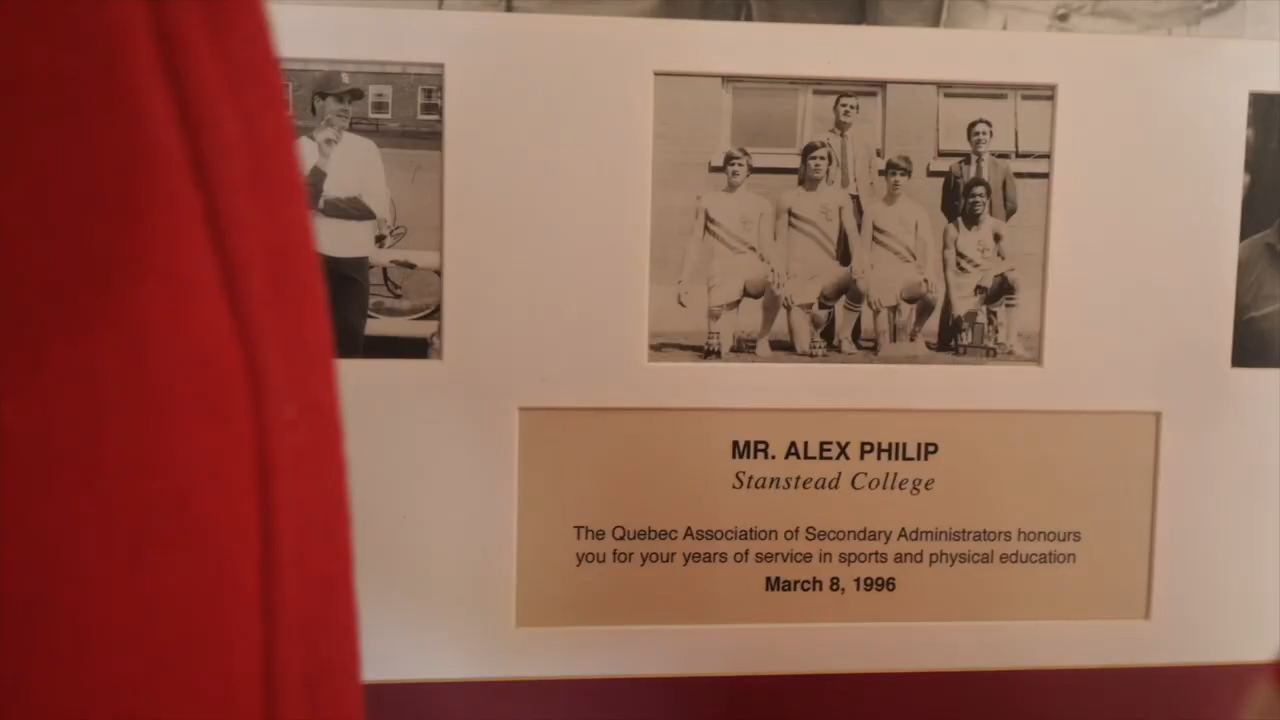 MR. ALEX PHILIP
Stanstead College
The Quebec Association of Secondary Administrators honours
you for your years of service in sports and physical education
March 8, 1996